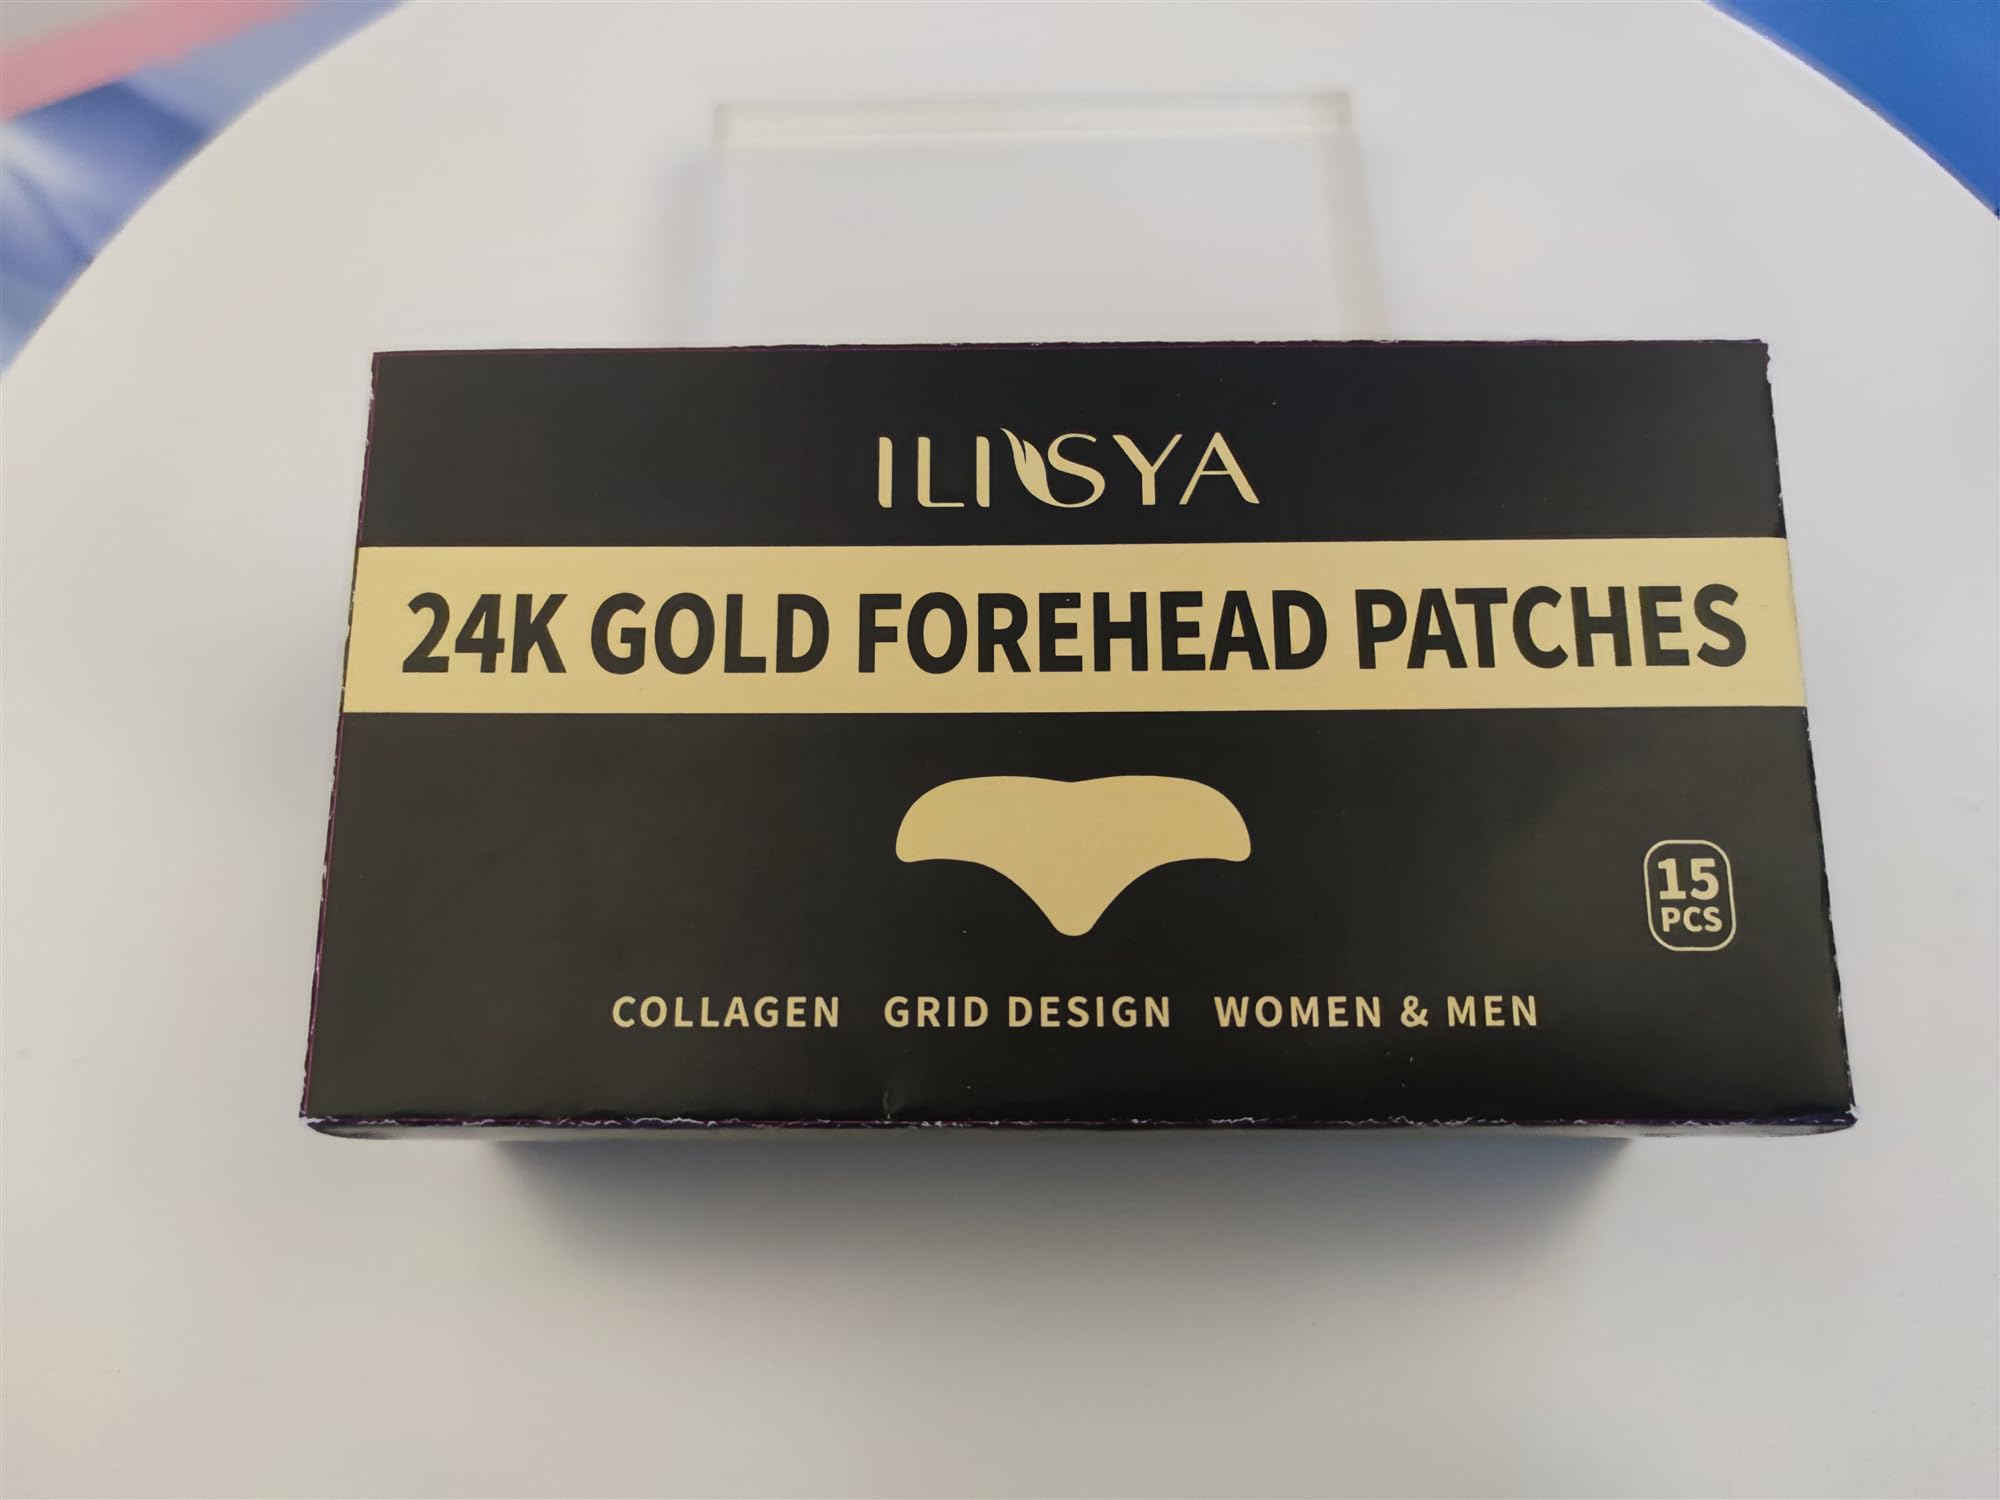 ILISYA
24K GOLD FOREHEAD PATCHES
15
PCS
COLLAGEN GRID DESIGN WOMEN & MEN